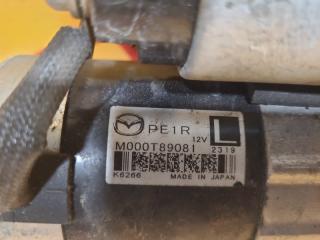 PE1R 12V L
M000T89081 2319
K6266 MADE IN JAPAN